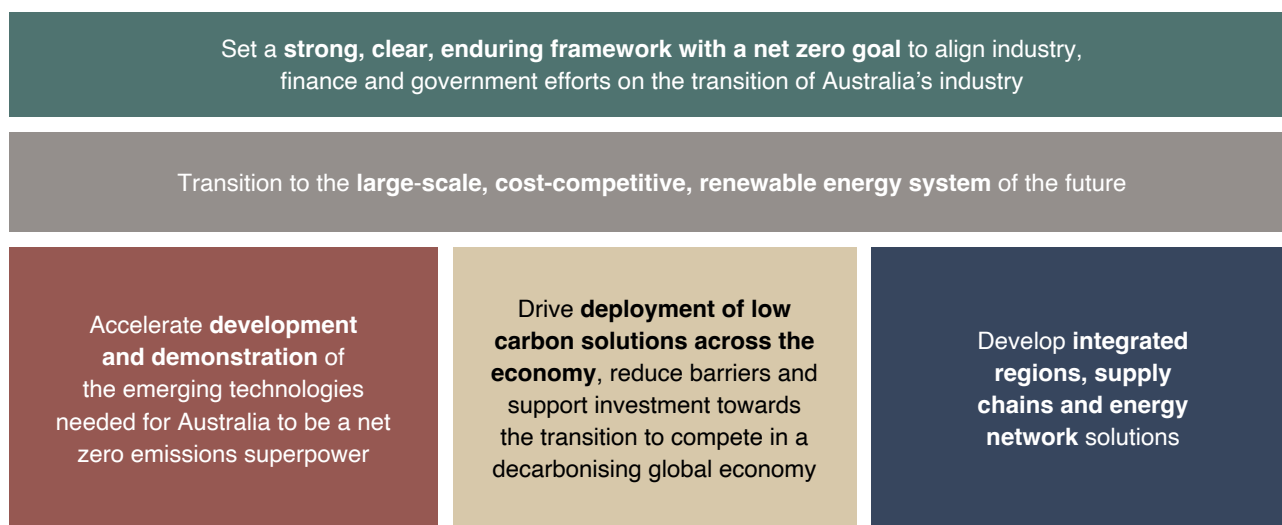 Set a strong, clear, enduring framework with a net zero goal to align industry,
finance and government efforts on the transition of Australia's industry
Transition to the large-scale, cost-competitive, renewable energy system of the future
Accelerate development
and demonstration of
the emerging technologies
needed for Australia to be a net
zero emissions superpower
Drive deployment of low
carbon solutions across the
economy, reduce barriers and
support investment towards
the transition to compete in a
decarbonising global economy
Develop integrated
regions, supply
chains and energy
network solutions